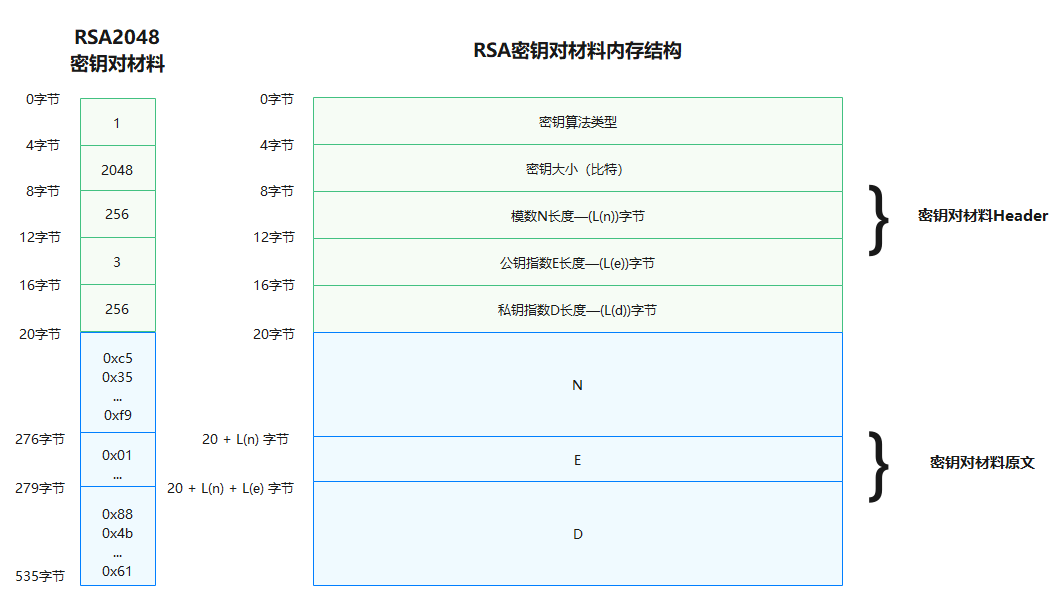 RSA2048
密钥对材料
RSA密钥对材料内存结构
0字节
1
4字节
2048
8字节
256
12字节
3
16字节
256
20字节
0xc5
0x35
...
0xf9
276字节
0x01
...
279字节
0x88
0x4b
...
0x61
535字节
0字节
密钥算法类型
4字节
密钥大小（比特）
8字节
模数N长度—(L(n))字节
12字节
公钥指数E长度—(L(e))字节
16字节
私钥指数D长度—(L(d))字节
20字节
N
20 + L(n) 字节
E
20 + L(n) + L(e) 字节
D
} 密钥对材料Header
} 密钥对材料原文